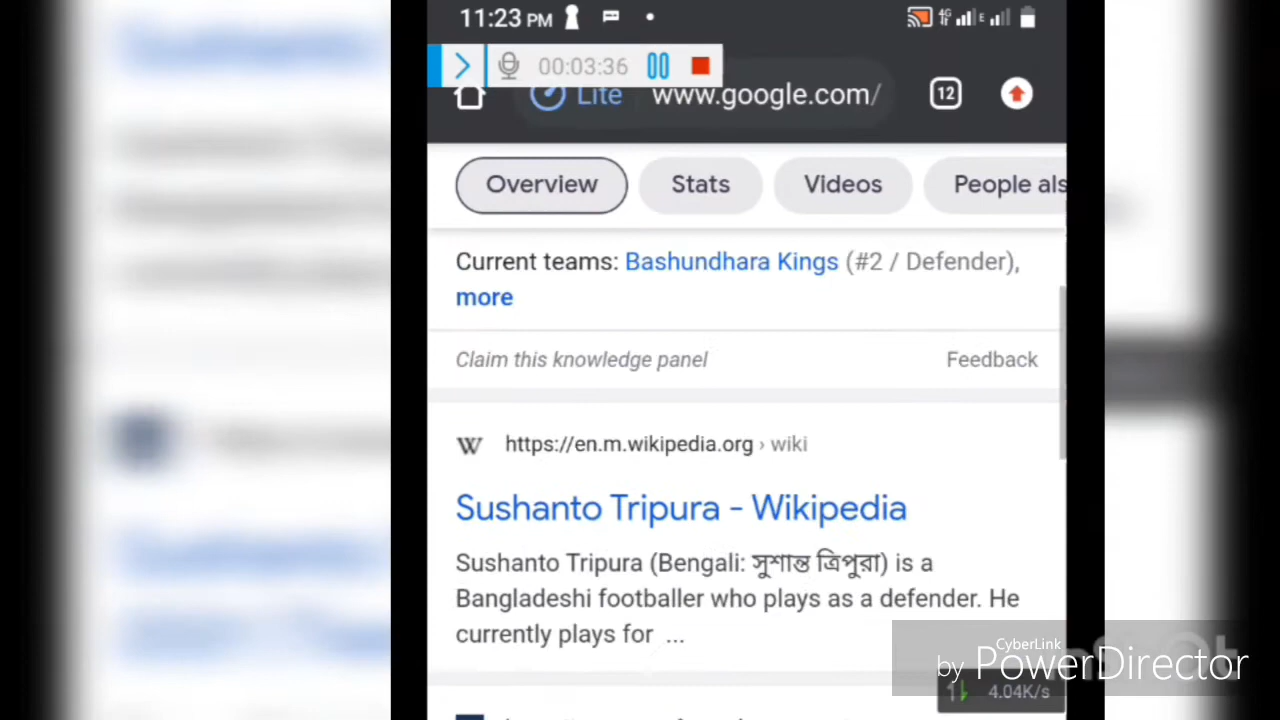 11:23 PM
00:03:36
Lite www.google.com/ 12
Overview Stats Videos People als
Current teams: Bashundhara Kings (#2 / Defender),
more
Claim this knowledge panel Feedback
W https://en.m.wikipedia.org › wiki
Sushanto Tripura - Wikipedia
Sushanto Tripura (Bengali: সুশান্ত ত্রিপুরা) is a
Bangladeshi footballer who plays as a defender. He
currently plays for ...
CyberLink
by PowerDirector
4.04K/s